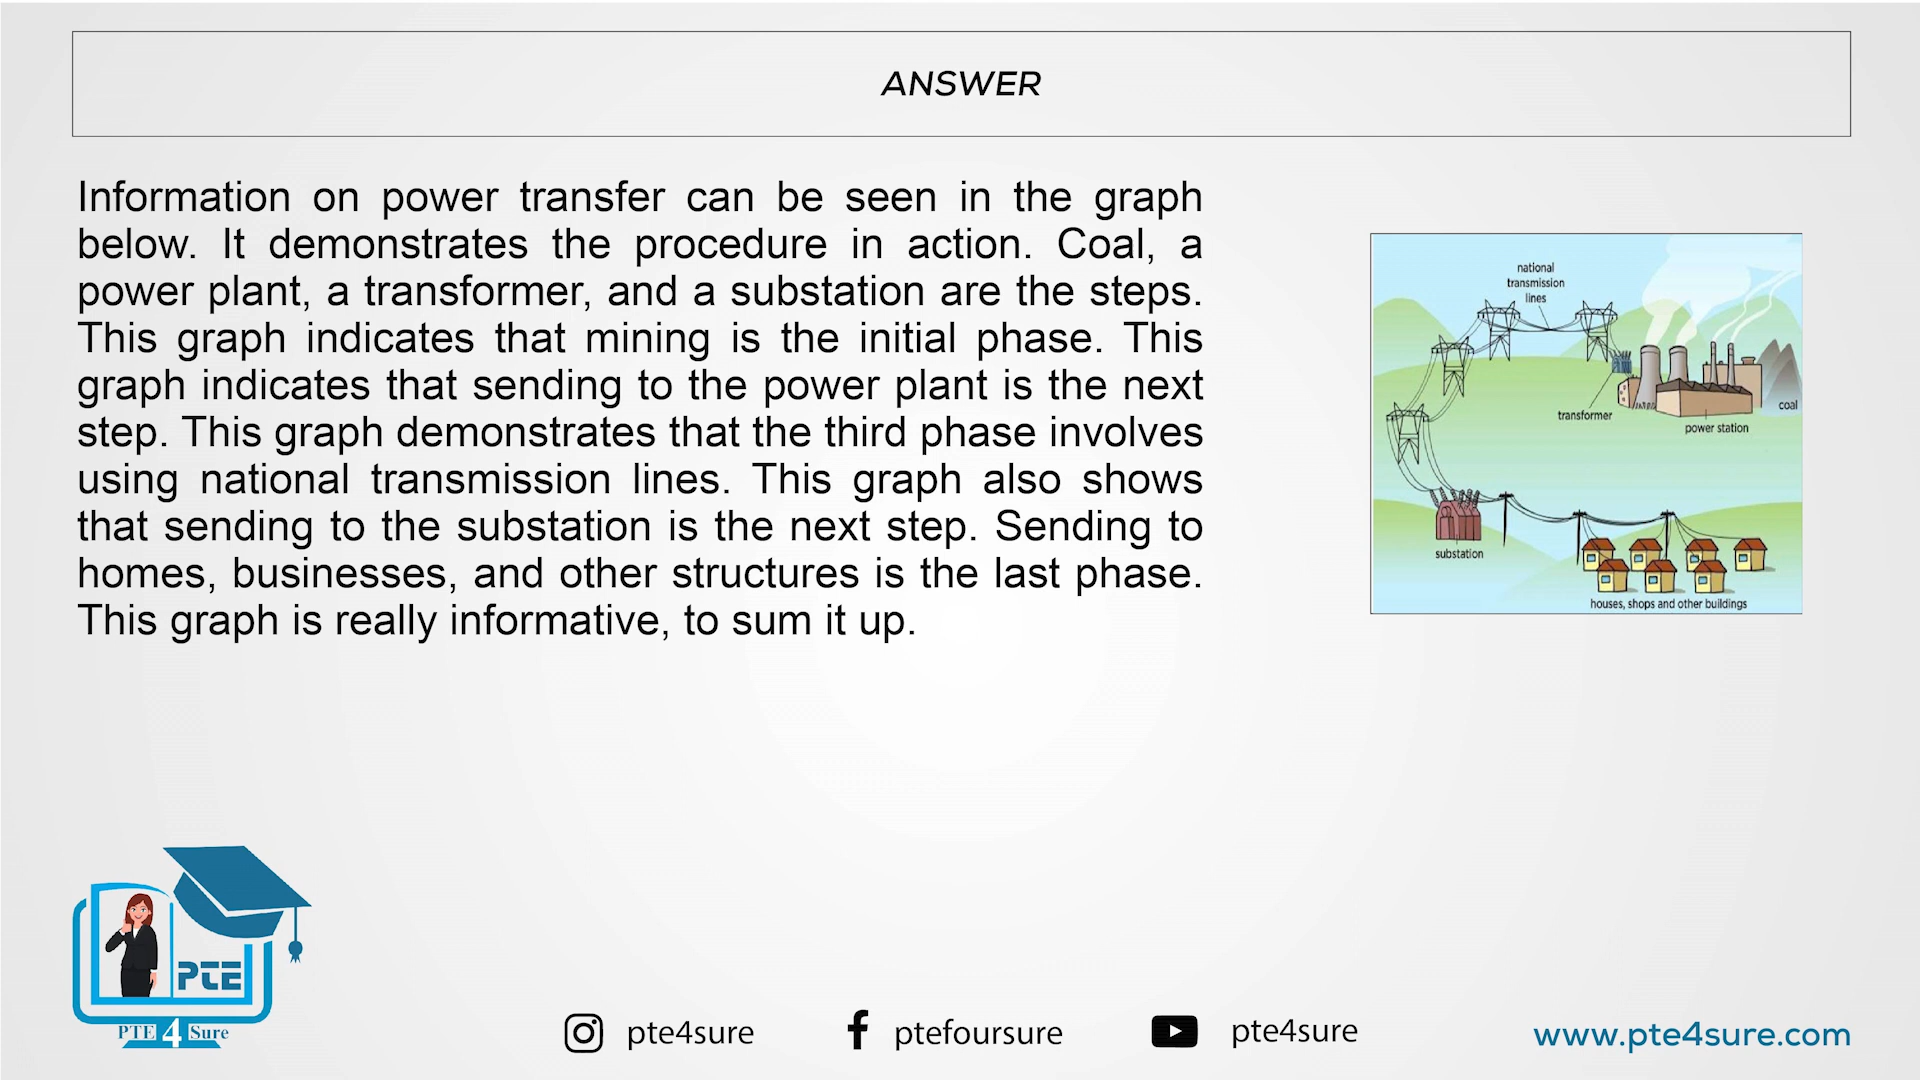 ANSWER
Information on power transfer can be seen in the graph
below. It demonstrates the procedure in action. Coal, a
power plant, a transformer, and a substation are the steps.
This graph indicates that mining is the initial phase. This
graph indicates that sending to the power plant is the next
step. This graph demonstrates that the third phase involves
using national transmission lines. This graph also shows
that sending to the substation is the next step. Sending to
homes, businesses, and other structures is the last phase.
This graph is really informative, to sum it up.
national
transmission
lines
transformer
coal
power station
substation
houses, shops and other buildings
PTE
PTE 4 Sure
pte4sure
ptefoursure
pte4sure
www.pte4sure.com